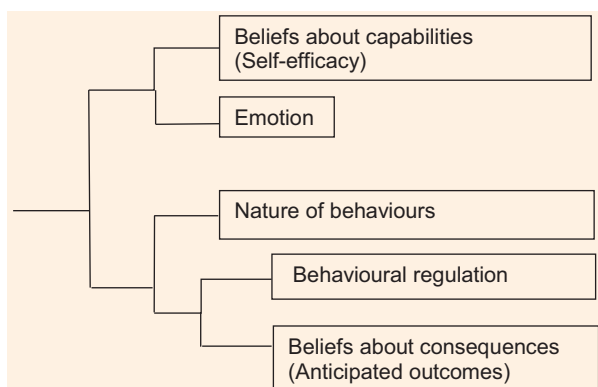 Beliefs about capabilities
(Self-efficacy)
Emotion
Nature of behaviours
Behavioural regulation
Beliefs about consequences
(Anticipated outcomes)